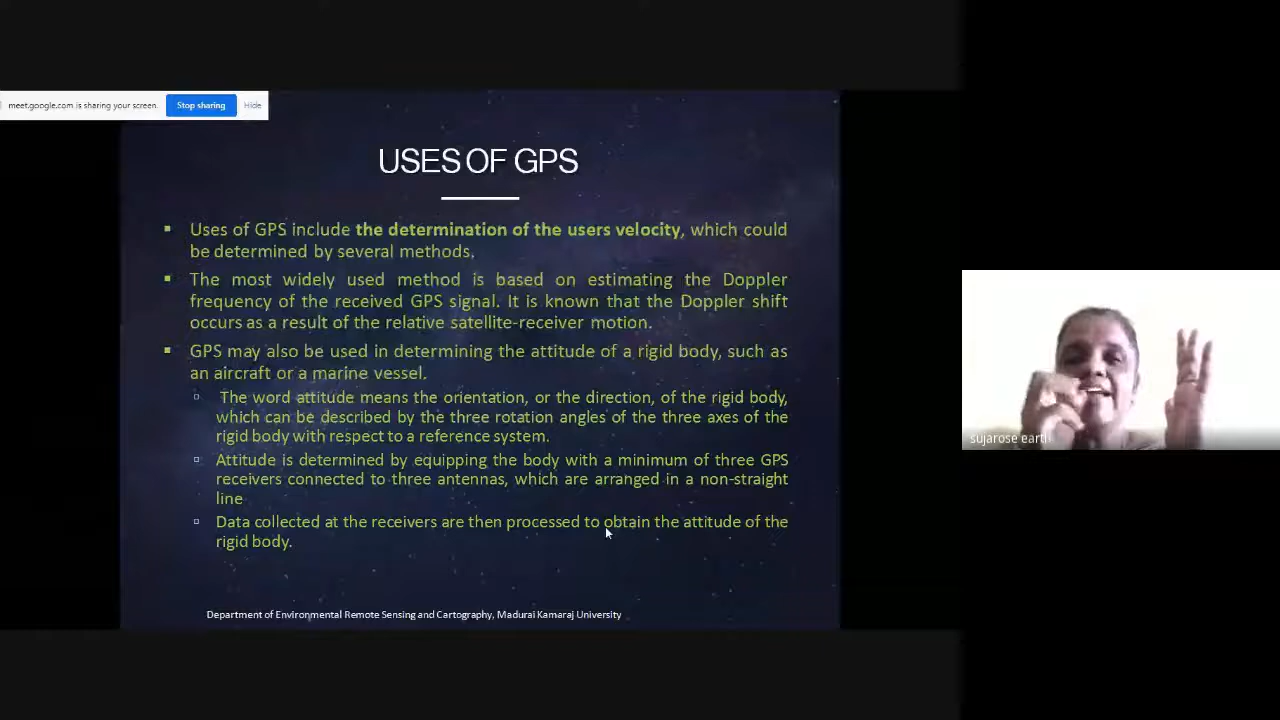 meet.google.com is sharing your screen.
Stop sharing
Hide
USES OF GPS
Uses of GPS include the determination of the users velocity, which could
be determined by several methods.
The most widely used method is based on estimating the Doppler
frequency of the received GPS signal. It is known that the Doppler shift
occurs as a result of the relative satellite-receiver motion.
GPS may also be used in determining the attitude of a rigid body, such as
an aircraft or a marine vessel.
The word attitude means the orientation, or the direction, of the rigid body,
which can be described by the three rotation angles of the three axes of the
rigid body with respect to a reference system.
Attitude is determined by equipping the body with a minimum of three GPS
receivers connected to three antennas, which are arranged in a non-straight
line
Data collected at the receivers are then processed to obtain the attitude of the
rigid body.
Department of Environmental Remote Sensing and Cartography, Madurai Kamaraj University
sujarose earth